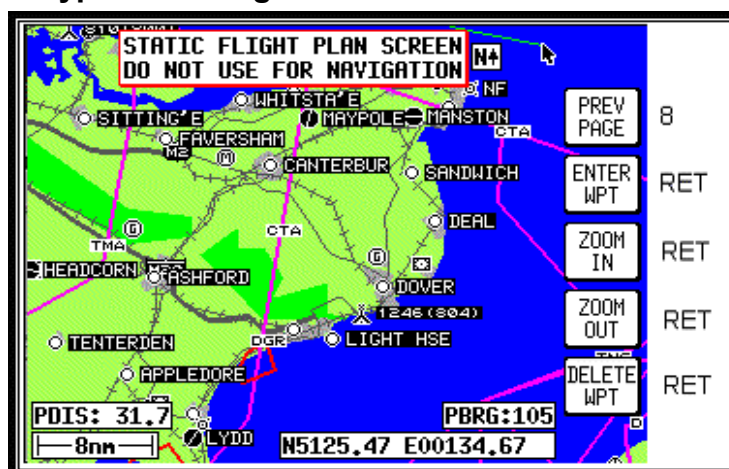 STATIC FLIGHT PLAN SCREEN
DO NOT USE FOR NAVIGATION
N
NF
WHITSTA'E
SITTING'E
MAYPOLE
MANSTON
CTA
FAVERSHAM
M2
M
CANTERBUR
SANDWICH
DEAL
G
CTA
TMA
G
HEADCORN
ASHFORD
DOVER
1246(804)
DGR
LIGHT HSE
TENTERDEN
APPLEDORE
LYDD
D
PDIS: 31.7
8nm
PBRG:105
N5125.47 E00134.67
PREV PAGE
8
ENTER WPT
RET
ZOOM IN
RET
ZOOM OUT
RET
DELETE WPT
RET